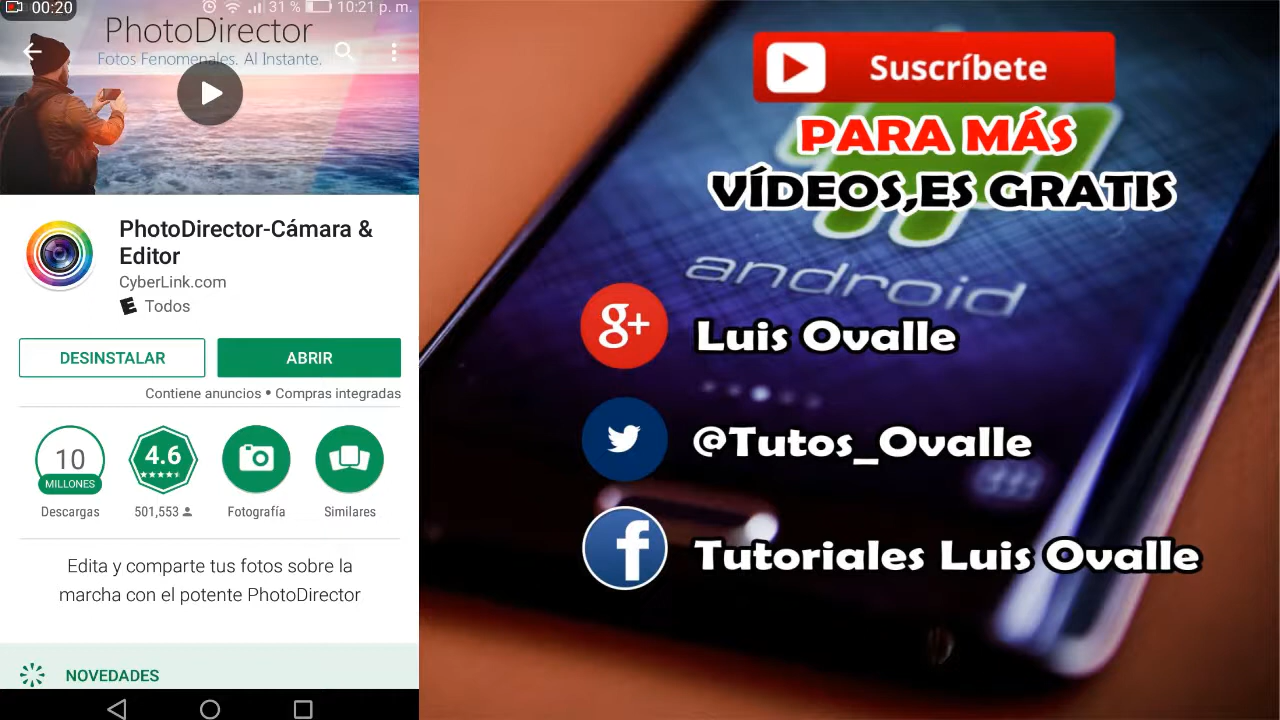 00:20
31 %
10:21 p. m.
PhotoDirector
Fotos Fenomenales. Al Instante.
PhotoDirector-Cámara &
Editor
CyberLink.com
E Todos
DESINSTALAR
ABRIR
Contiene anuncios • Compras integradas
10
MILLONES
4.6
Descargas
501,553
Fotografía
Similares
Edita y comparte tus fotos sobre la
marcha con el potente PhotoDirector
NOVEDADES
Suscríbete
PARA MÁS
VÍDEOS,ES GRATIS
android
g+ Luis Ovalle
@Tutos_Ovalle
f Tutoriales Luis Ovalle